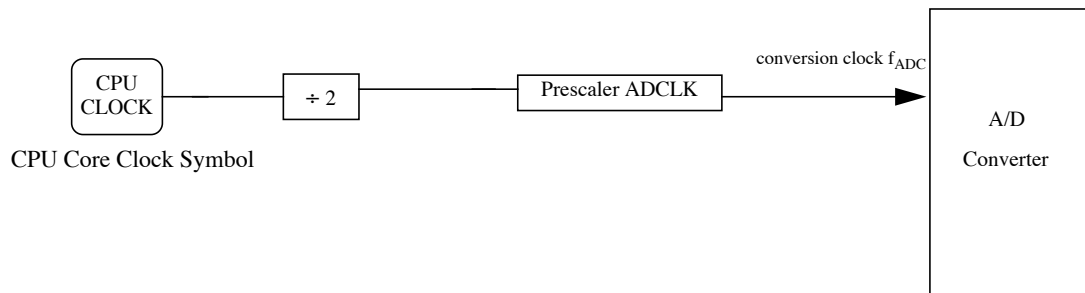 conversion clock fADC
CPU
CLOCK
÷ 2
Prescaler ADCLK
A/D
Converter
CPU Core Clock Symbol